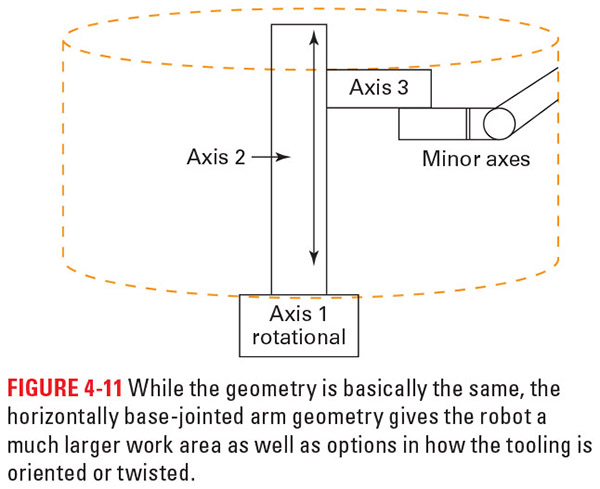 Axis 3
Axis 2
Minor axes
Axis 1
rotational
FIGURE 4-11 While the geometry is basically the same, the
horizontally base-jointed arm geometry gives the robot a
much larger work area as well as options in how the tooling is
oriented or twisted.